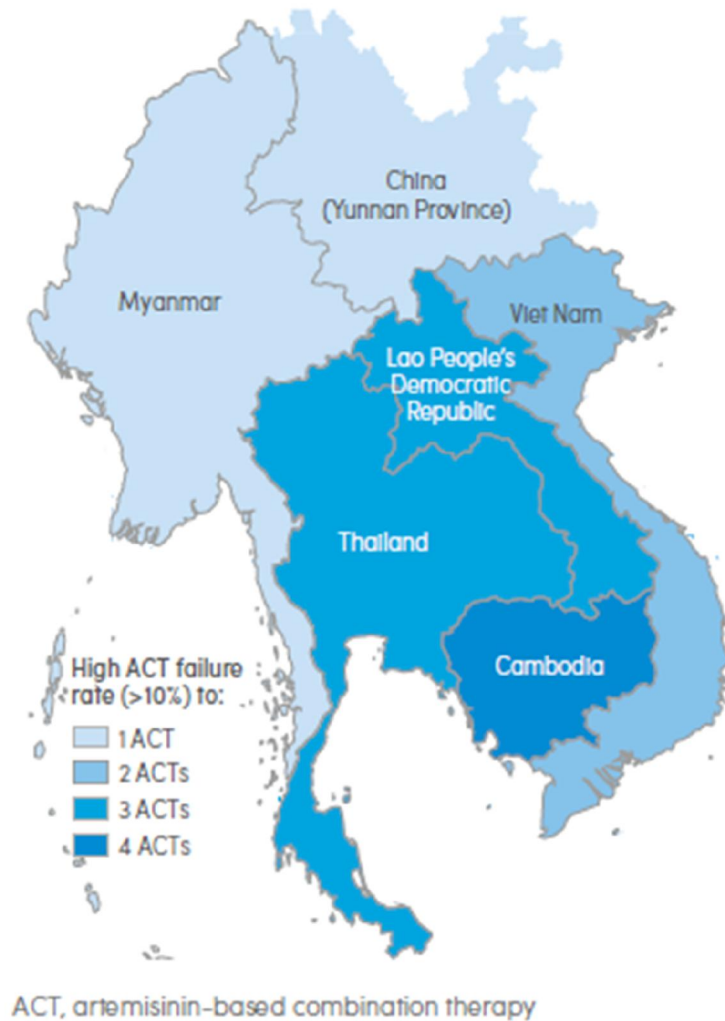 China
(Yunnan Province)
Myanmar
Viet Nam
Lao People's
Democratic
Republic
Thailand
Cambodia
High ACT failure
rate (>10%) to:
1 ACT
2 ACTs
3 ACTs
4 ACTs
ACT, artemisinin-based combination therapy